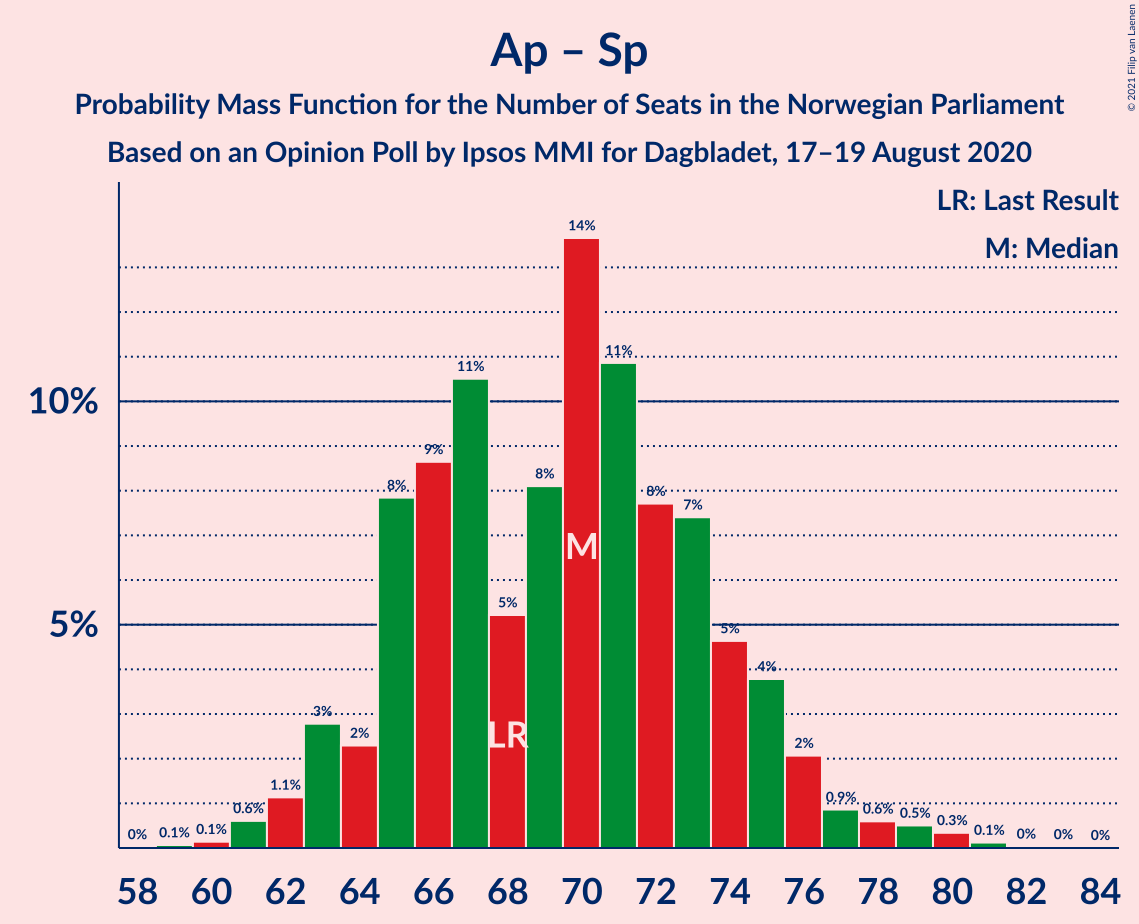 © 2021 Filip van Laenen
Ap – Sp
Probability Mass Function for the Number of Seats in the Norwegian Parliament
Based on an Opinion Poll by Ipsos MMI for Dagbladet, 17–19 August 2020
LR: Last Result
M: Median
10%
5%
0% 0.1% 0.1% 0.6% 1.1% 3% 2% 8% 9% 11% 5% 8% 14% 11% 8% 7% 5% 4% 2% 0.9% 0.6% 0.5% 0.3% 0.1% 0% 0% 0%
M
LR
58 60 62 64 66 68 70 72 74 76 78 80 82 84